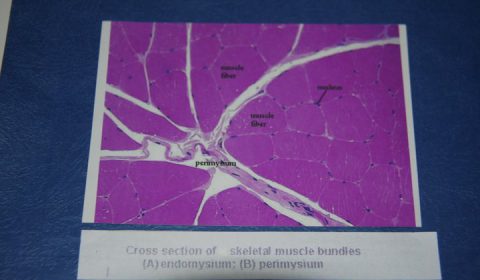 muscle
fiber
nucleus
muscle
fiber
perimysium
Cross section of skeletal muscle bundles
(A) endomysium; (B) perimysium